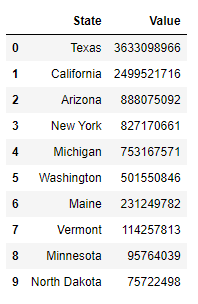 State Value
0 Texas 3633098966
1 California 2499521716
2 Arizona 888075092
3 New York 827170661
4 Michigan 753167571
5 Washington 501550846
6 Maine 231249782
7 Vermont 114257813
8 Minnesota 95764039
9 North Dakota 75722498